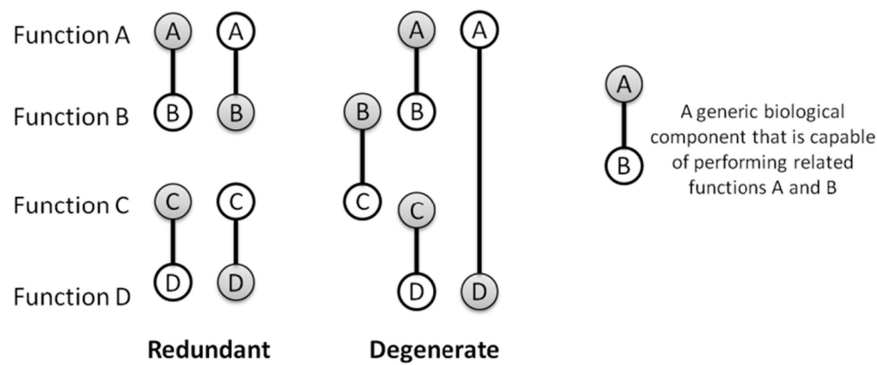 Function A A A A A
Function B B B B B
Function C C C C C
Function D D D D D
Redundant Degenerate
A
B
A generic biological
component that is capable
of performing related
functions A and B